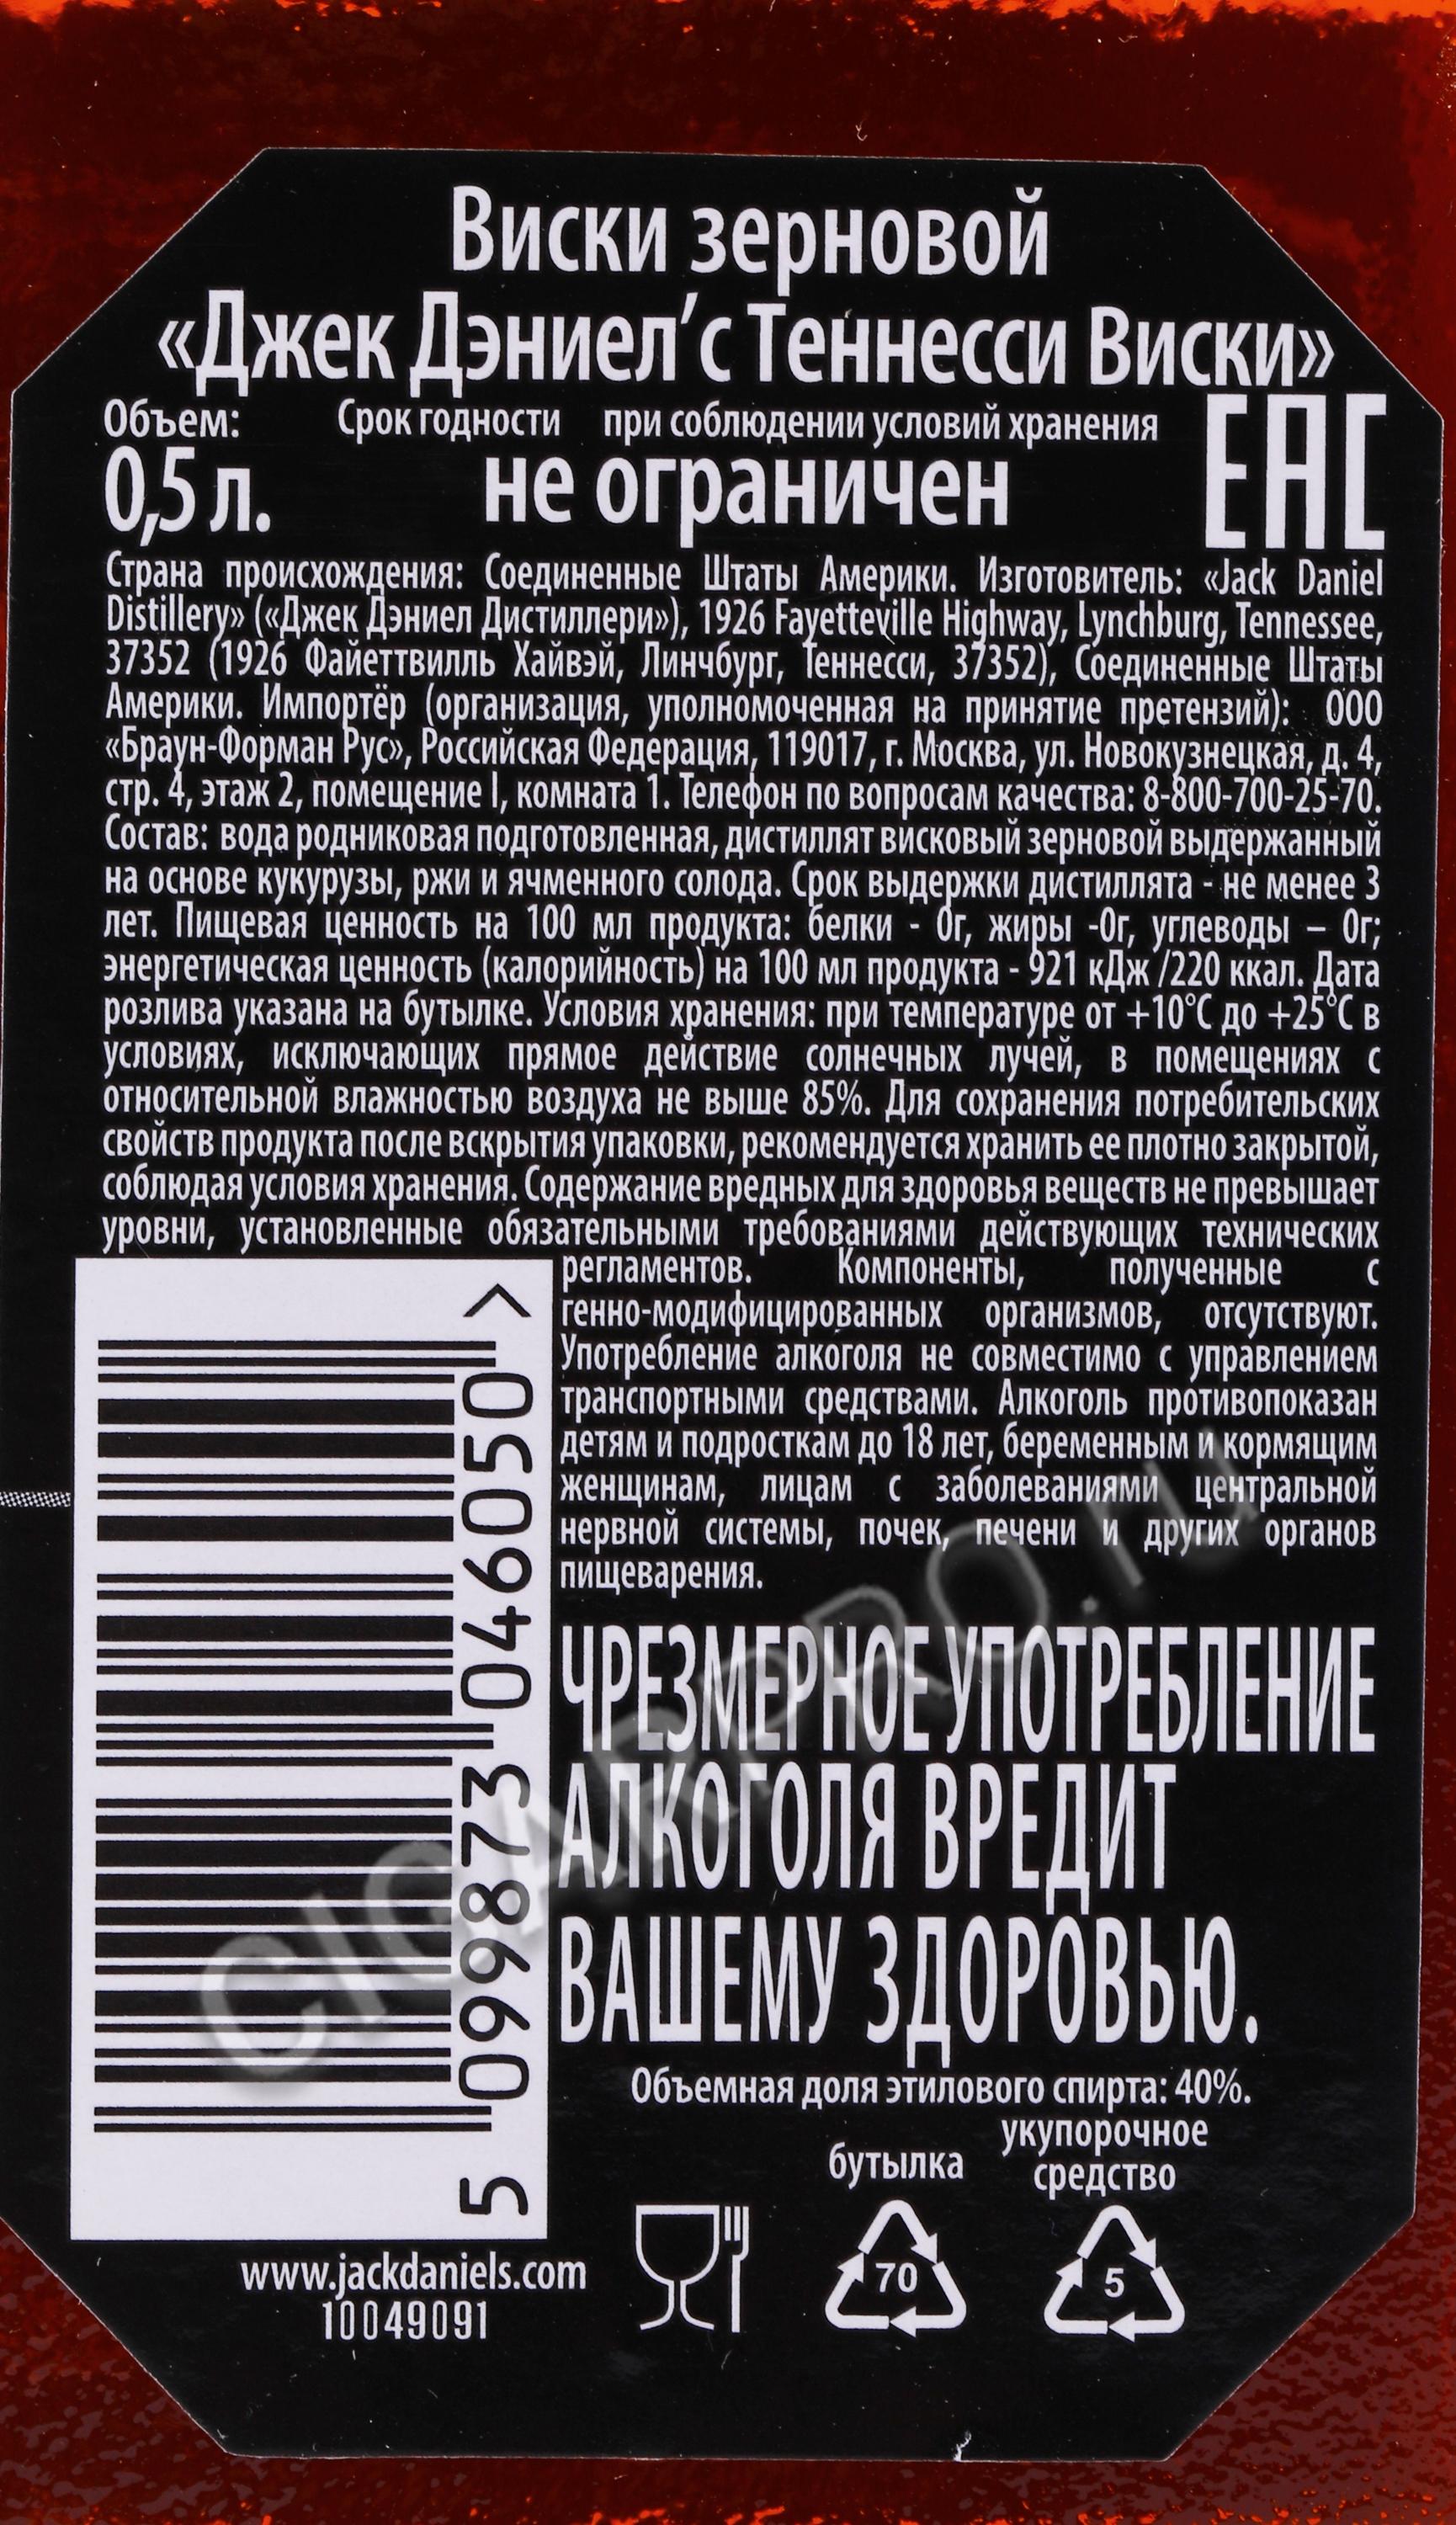 Виски зерновой
«Джек Дэниел’с Теннесси Виски»
Объем: Срок годности при соблюдении условий хранения
0,5 л. не ограничен EAC
Страна происхождения: Соединенные Штаты Америки. Изготовитель: «Jack Daniel
Distillery» («Джек Дэниел Дистиллери»), 1926 Fayetteville Highway, Lynchburg, Tennessee,
37352 (1926 Файеттвилль Хайвэй, Линчбург, Теннесси, 37352), Соединенные Штаты
Америки. Импортёр (организация, уполномоченная на принятие претензий): ООО
«Браун-Форман Рус», Российская Федерация, 119017, г. Москва, ул. Новокузнецкая, д. 4,
стр. 4, этаж 2, помещение I, комната 1. Телефон по вопросам качества: 8-800-700-25-70.
Состав: вода родниковая подготовленная, дистиллят висковый зерновой выдержанный
на основе кукурузы, ржи и ячменного солода. Срок выдержки дистиллята - не менее 3
лет. Пищевая ценность на 100 мл продукта: белки - 0г, жиры -0г, углеводы – 0г;
энергетическая ценность (калорийность) на 100 мл продукта - 921 кДж /220 ккал. Дата
розлива указана на бутылке. Условия хранения: при температуре от +10°C до +25°C в
условиях, исключающих прямое действие солнечных лучей, в помещениях с
относительной влажностью воздуха не выше 85%. Для сохранения потребительских
свойств продукта после вскрытия упаковки, рекомендуется хранить ее плотно закрытой,
соблюдая условия хранения. Содержание вредных для здоровья веществ не превышает
уровни, установленные обязательными требованиями действующих технических
регламентов. Компоненты, полученные с
генно-модифицированных организмов, отсутствуют.
Употребление алкоголя не совместимо с управлением
транспортными средствами. Алкоголь противопоказан
детям и подросткам до 18 лет, беременным и кормящим
женщинам, лицам с заболеваниями центральной
нервной системы, почек, печени и других органов
пищеварения.
ЧРЕЗМЕРНОЕ УПОТРЕБЛЕНИЕ
АЛКОГОЛЯ ВРЕДИТ
ВАШЕМУ ЗДОРОВЬЮ.
Объемная доля этилового спирта: 40%.
бутылка
укупорочное
средство
70
5
5 099873 046050 >
www.jackdaniels.com
10049091
CIGARPRO.ru